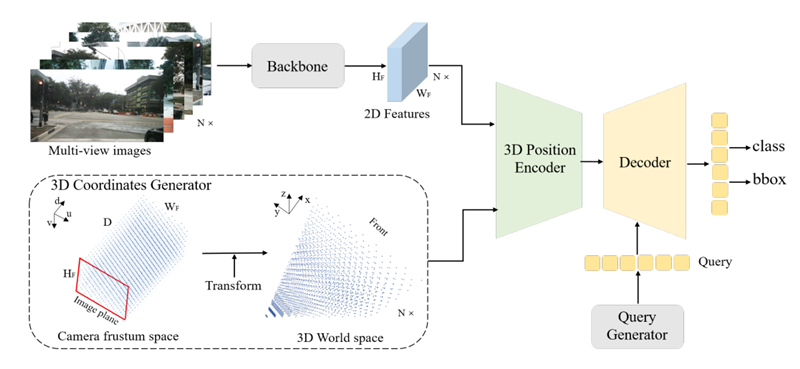 Multi-view images
N ×
Backbone
H_F
W_F
N ×
2D Features
3D Coordinates Generator
d
u
v
D
W_F
H_F
Image plane
Camera frustum space
Transform
z
x
y
Front
N ×
3D World space
3D Position
Encoder
Decoder
class
bbox
Query
Query
Generator